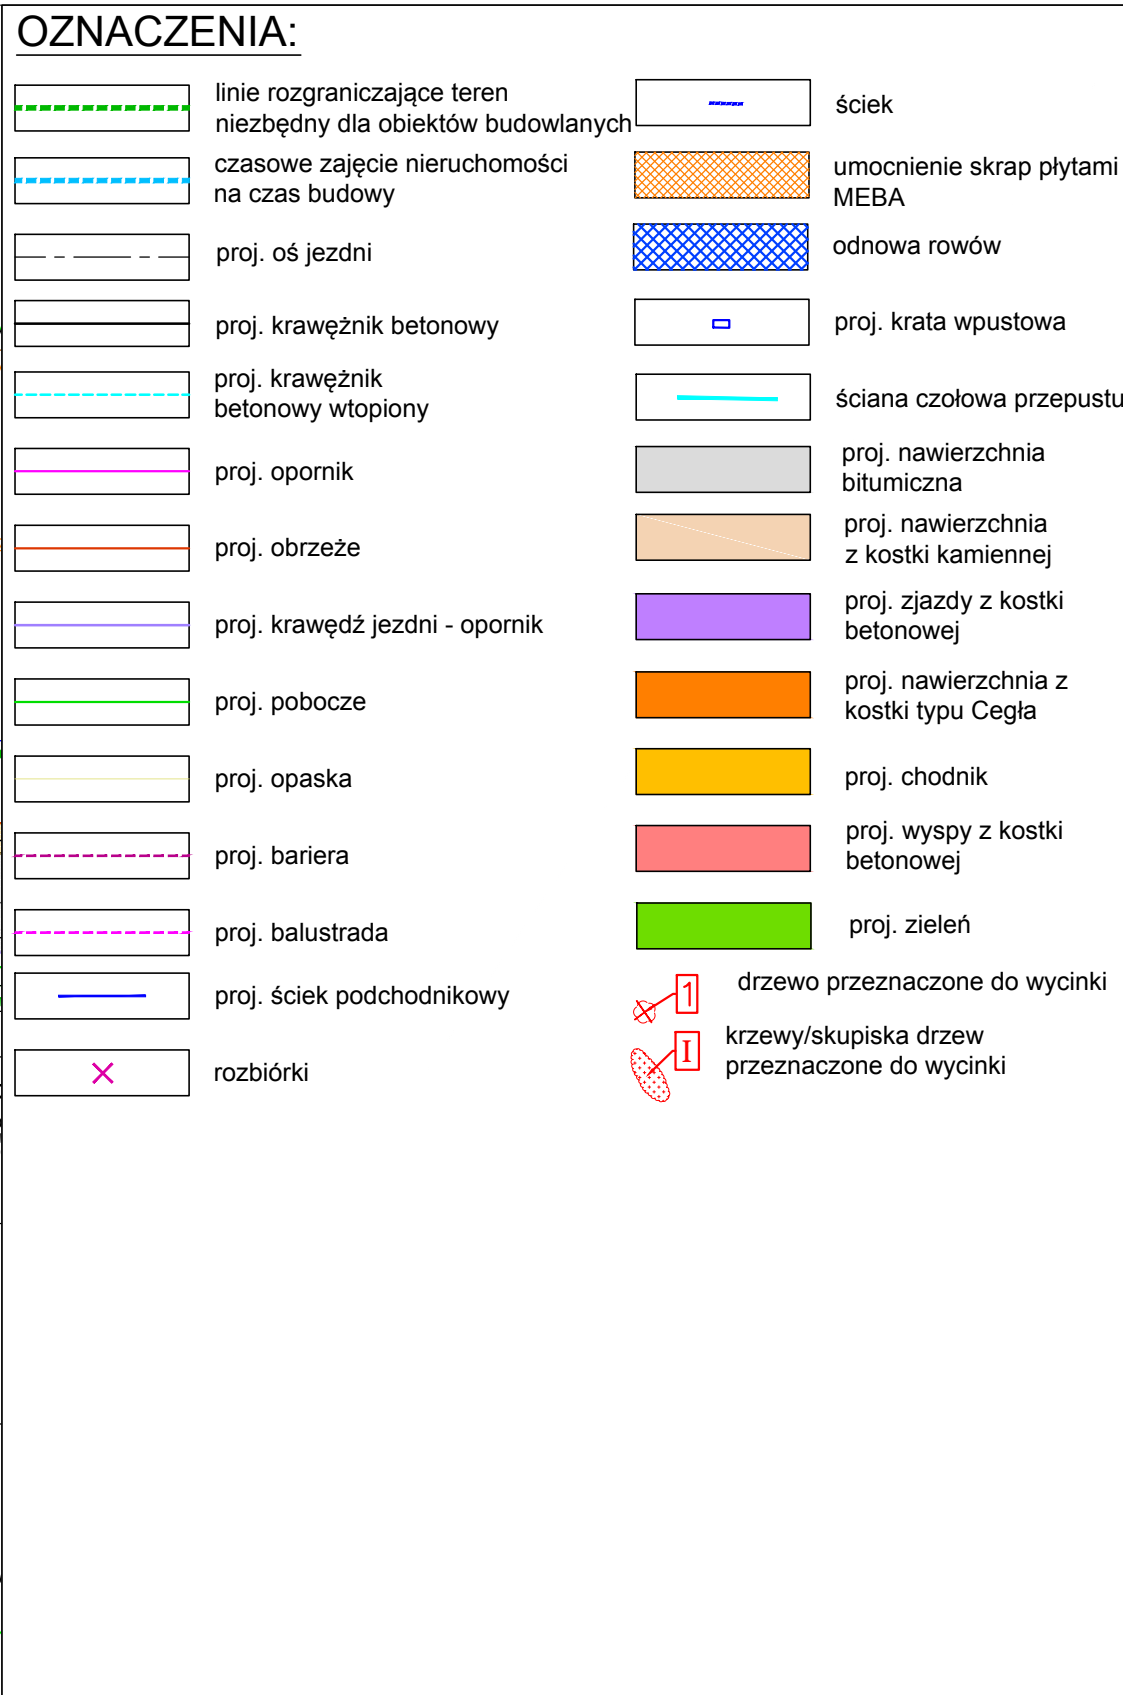 OZNACZENIA:
linie rozgraniczające teren
niezbędny dla obiektów budowlanych
czasowe zajęcie nieruchomości
na czas budowy
proj. oś jezdni
proj. krawężnik betonowy
proj. krawężnik
betonowy wtopiony
proj. opornik
proj. obrzeże
proj. krawędź jezdni - opornik
proj. pobocze
proj. opaska
proj. bariera
proj. balustrada
proj. ściek podchodnikowy
rozbiórki
ściek
umocnienie skrap płytami
MEBA
odnowa rowów
proj. krata wpustowa
ściana czołowa przepustu
proj. nawierzchnia
bitumiczna
proj. nawierzchnia
z kostki kamiennej
proj. zjazdy z kostki
betonowej
proj. nawierzchnia z
kostki typu Cegła
proj. chodnik
proj. wyspy z kostki
betonowej
proj. zieleń
1
drzewo przeznaczone do wycinki
I
krzewy/skupiska drzew
przeznaczone do wycinki